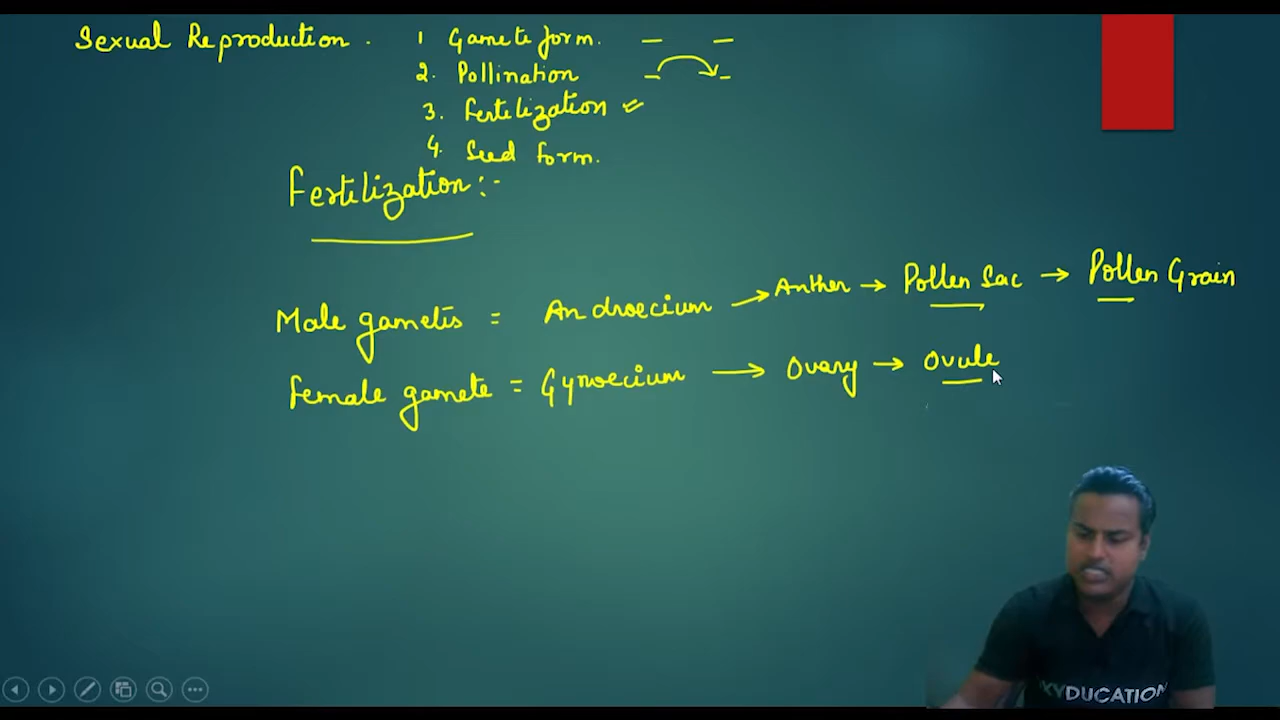 Sexual Reproduction . 1 Gamete form.
2. Pollination
3. Fertilization
4. Seed form.
Fertilization :-
Male gametes = Androecium → Anther → Pollen Sac → Pollen Grain
Female gamete = Gynoecium → Ovary → Ovule
XYDUCATION